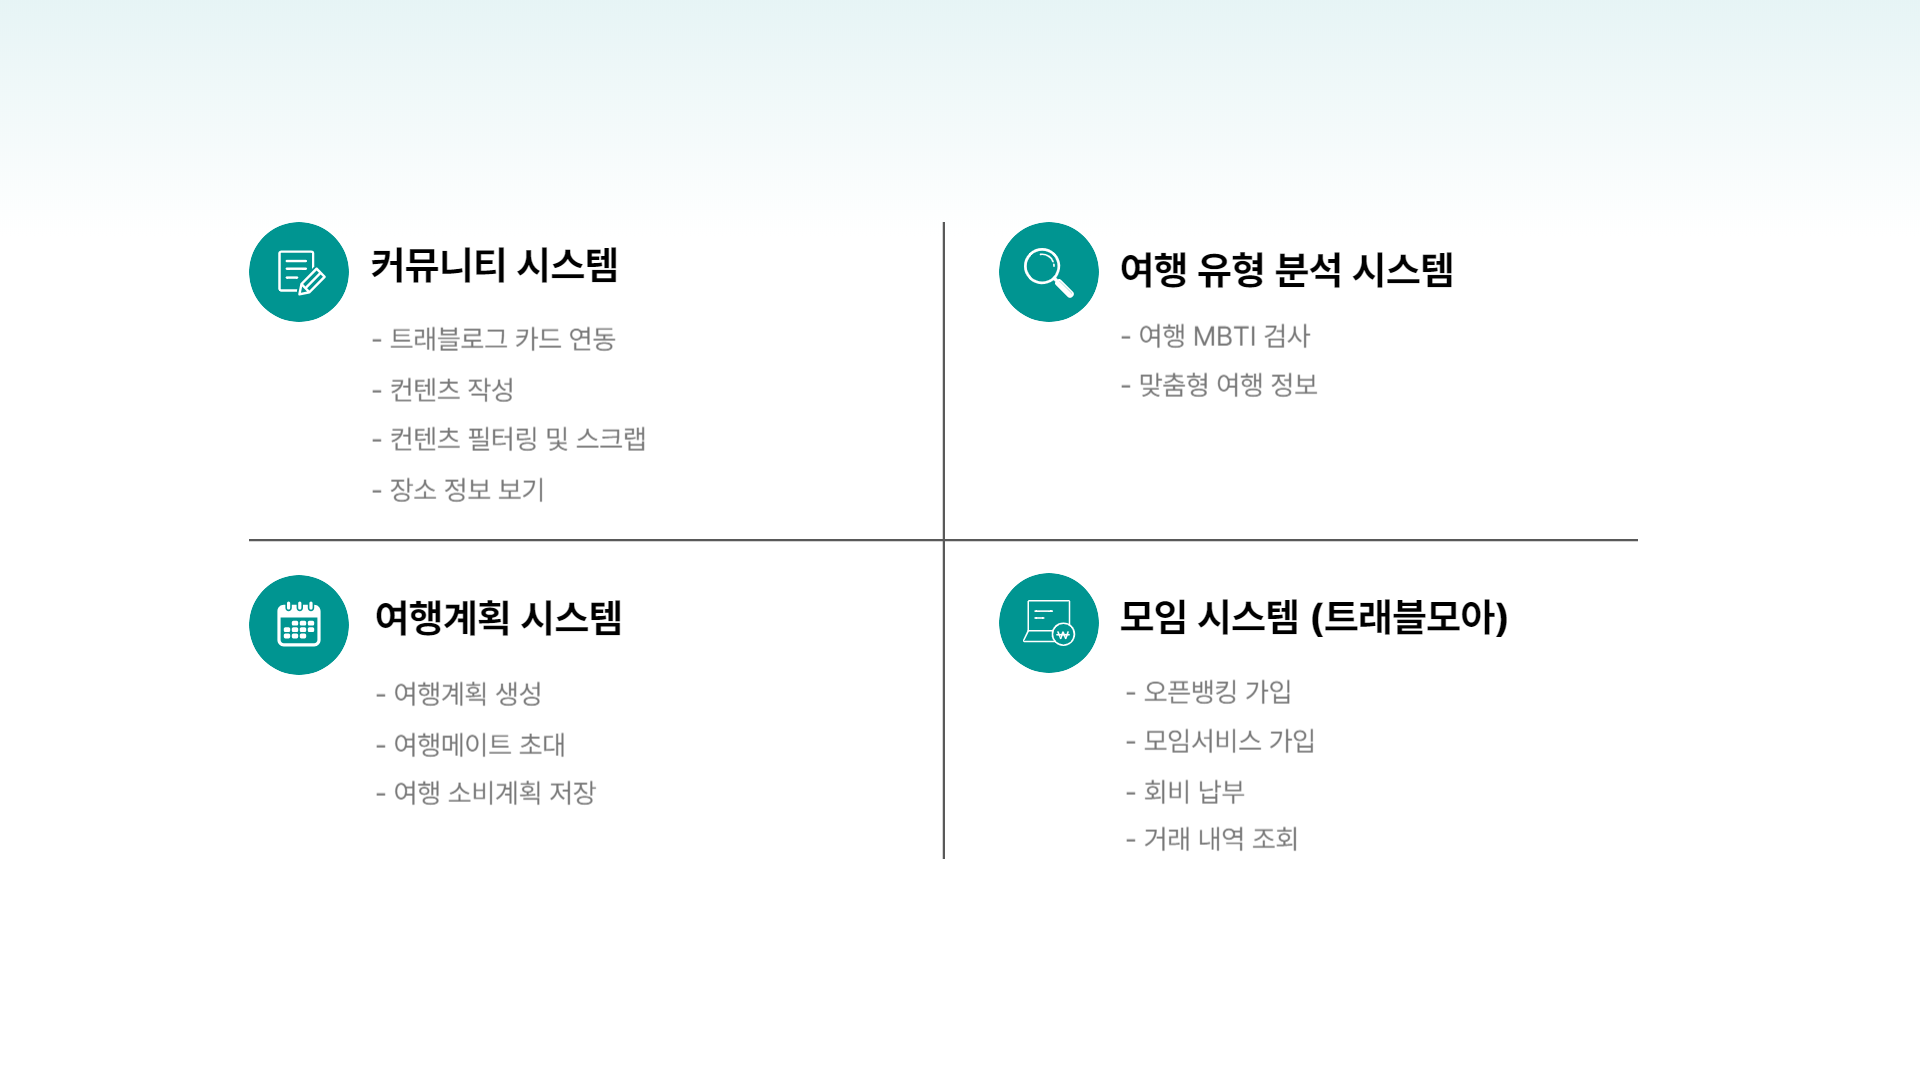 커뮤니티 시스템
- 트래블로그 카드 연동
- 컨텐츠 작성
- 컨텐츠 필터링 및 스크랩
- 장소 정보 보기
여행 유형 분석 시스템
- 여행 MBTI 검사
- 맞춤형 여행 정보
여행계획 시스템
- 여행계획 생성
- 여행메이트 초대
- 여행 소비계획 저장
모임 시스템 (트래블모아)
- 오픈뱅킹 가입
- 모임서비스 가입
- 회비 납부
- 거래 내역 조회